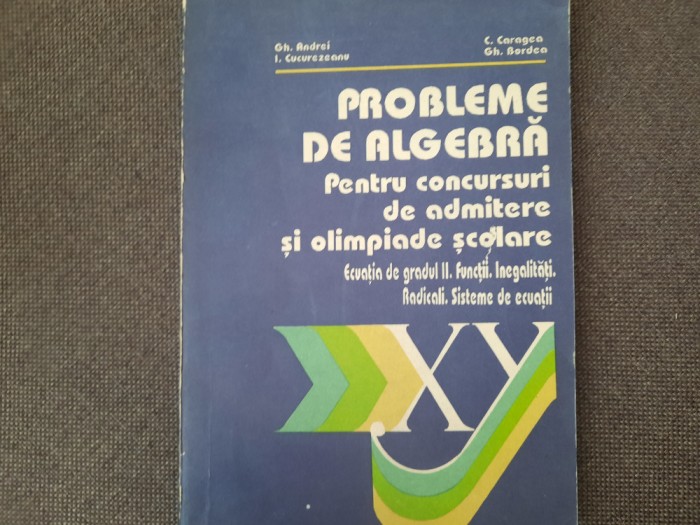 Gh. Andrei
I. Cucurezeanu
C. Caragea
Gh. Bordea
PROBLEME
DE ALGEBRĂ
Pentru concursuri
de admitere
și olimpiade școlare
Ecuația de gradul II. Funcții. Inegalități.
Radicali. Sisteme de ecuații
XY